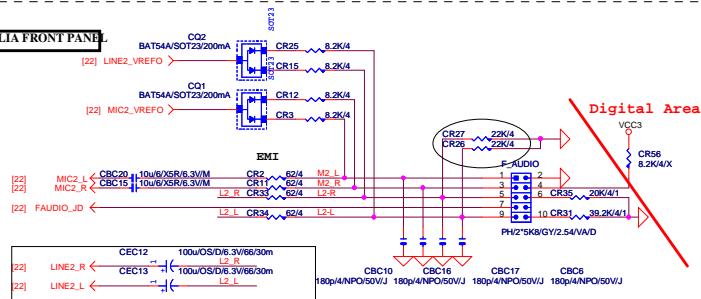 LIA FRONT PANEL
SOT23
CQ2
BAT54A/SOT23/200mA
[22] LINE2_VREFO
CR25 8.2K/4
CR15 8.2K/4
SOT23
CQ1
BAT54A/SOT23/200mA
[22] MIC2_VREFO
CR12 8.2K/4
CR3 8.2K/4
Digital Area
VCC3
CR27 22K/4
CR26 22K/4
CR56
8.2K/4/X
EMI
F_AUDIO
[22] MIC2_L CBC20 10u/6/X5R/6.3V/M CR2 62/4 M2_L 1 2
[22] MIC2_R CBC15 10u/6/X5R/6.3V/M CR11 62/4 M2_R 3 4
L2_R CR33 62/4 L2-R 5 6 CR35 20K/4/1
[22] FAUDIO_JD 7
L2_L CR34 62/4 L2-L 9 10 CR31 39.2K/4/1
PH/2*5K8/GY/2.54/VA/D
CEC12 100u/OS/D/6.3V/66/30m
[22] LINE2_R 1 L2_R
CEC13 100u/OS/D/6.3V/66/30m
[22] LINE2_L 1 L2_L
CBC10 CBC16 CBC17 CBC6
180p/4/NPO/50V/J 180p/4/NPO/50V/J 180p/4/NPO/50V/J 180p/4/NPO/50V/J